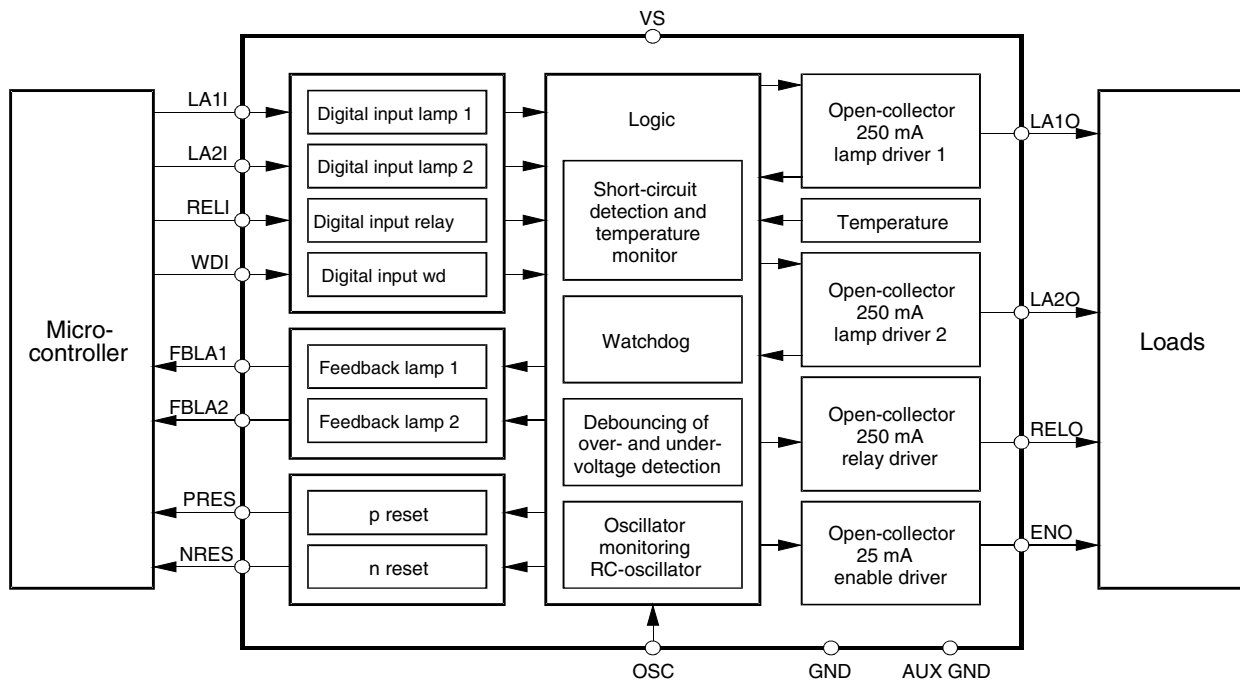 VS
Micro-
controller
LA1I
LA2I
RELI
WDI
FBLA1
FBLA2
PRES
NRES
Digital input lamp 1
Digital input lamp 2
Digital input relay
Digital input wd
Feedback lamp 1
Feedback lamp 2
p reset
n reset
Logic
Short-circuit
detection and
temperature
monitor
Watchdog
Debouncing of
over- and under-
voltage detection
Oscillator
monitoring
RC-oscillator
Open-collector
250 mA
lamp driver 1
Temperature
Open-collector
250 mA
lamp driver 2
Open-collector
250 mA
relay driver
Open-collector
25 mA
enable driver
LA1O
LA2O
RELO
ENO
Loads
OSC
GND
AUX GND